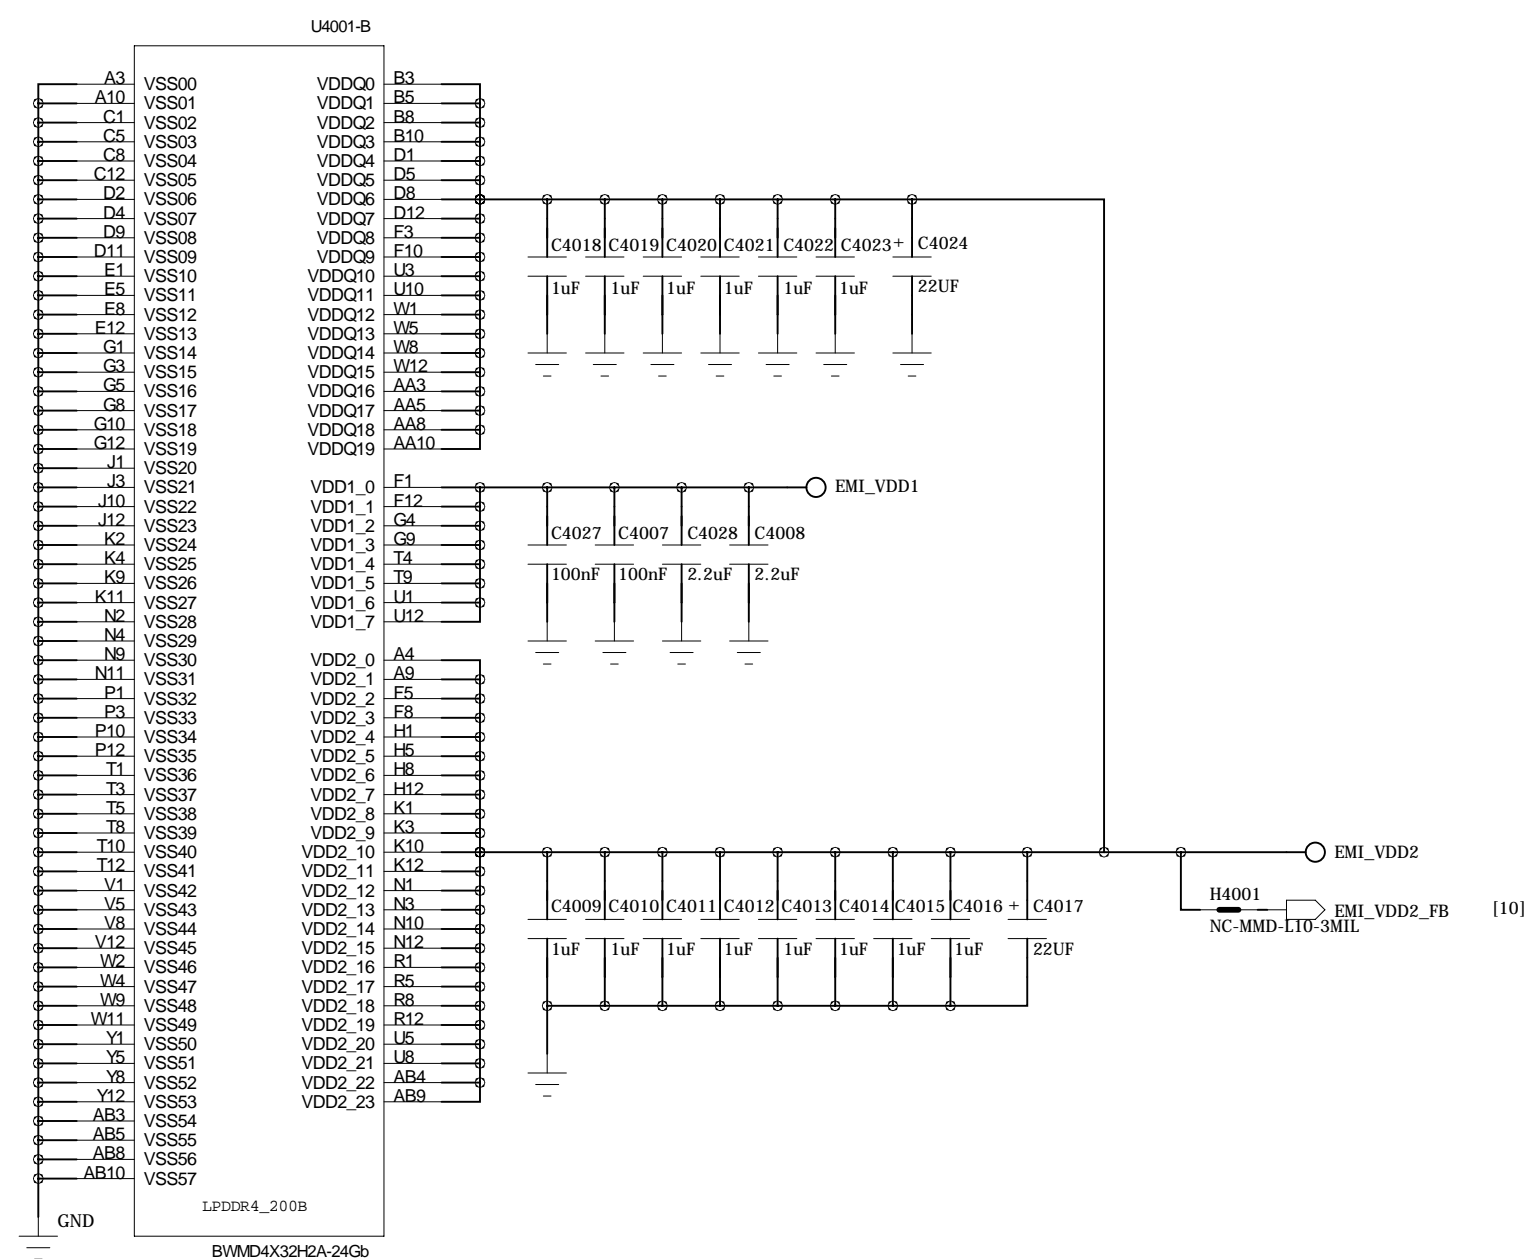 U4001-B
A3 VSS00 VDDQ0 B3
A10 VSS01 VDDQ1 B5
C1 VSS02 VDDQ2 B8
C5 VSS03 VDDQ3 B10
C8 VSS04 VDDQ4 D1
C12 VSS05 VDDQ5 D5
D2 VSS06 VDDQ6 D8
D4 VSS07 VDDQ7 D12
D9 VSS08 VDDQ8 F3
D11 VSS09 VDDQ9 F10
E1 VSS10 VDDQ10 U3
E5 VSS11 VDDQ11 U10
E8 VSS12 VDDQ12 W1
E12 VSS13 VDDQ13 W5
G1 VSS14 VDDQ14 W8
G3 VSS15 VDDQ15 W12
G5 VSS16 VDDQ16 AA3
G8 VSS17 VDDQ17 AA5
G10 VSS18 VDDQ18 AA8
G12 VSS19 VDDQ19 AA10
J1 VSS20
J3 VSS21 VDD1_0 F1
J10 VSS22 VDD1_1 F12
J12 VSS23 VDD1_2 G4
K2 VSS24 VDD1_3 G9
K4 VSS25 VDD1_4 T4
K9 VSS26 VDD1_5 T9
K11 VSS27 VDD1_6 U1
N2 VSS28 VDD1_7 U12
N4 VSS29
N9 VSS30 VDD2_0 A4
N11 VSS31 VDD2_1 A9
P1 VSS32 VDD2_2 F5
P3 VSS33 VDD2_3 F8
P10 VSS34 VDD2_4 H1
P12 VSS35 VDD2_5 H5
T1 VSS36 VDD2_6 H8
T3 VSS37 VDD2_7 H12
T5 VSS38 VDD2_8 K1
T8 VSS39 VDD2_9 K3
T10 VSS40 VDD2_10 K10
T12 VSS41 VDD2_11 K12
V1 VSS42 VDD2_12 N1
V5 VSS43 VDD2_13 N3
V8 VSS44 VDD2_14 N10
V12 VSS45 VDD2_15 N12
W2 VSS46 VDD2_16 R1
W4 VSS47 VDD2_17 R5
W9 VSS48 VDD2_18 R8
W11 VSS49 VDD2_19 R12
Y1 VSS50 VDD2_20 U5
Y5 VSS51 VDD2_21 U8
Y8 VSS52 VDD2_22 AB4
Y12 VSS53 VDD2_23 AB9
AB3 VSS54
AB5 VSS55
AB8 VSS56
AB10 VSS57
LPDDR4_200B
GND
BWMD4X32H2A-24Gb
C4018 C4019 C4020 C4021 C4022 C4023 + C4024
1uF 1uF 1uF 1uF 1uF 1uF 22UF
EMI_VDD1
C4027 C4007 C4028 C4008
100nF 100nF 2.2uF 2.2uF
EMI_VDD2
C4009 C4010 C4011 C4012 C4013 C4014 C4015 C4016 + C4017
1uF 1uF 1uF 1uF 1uF 1uF 1uF 1uF 22UF
H4001
EMI_VDD2_FB [10]
NC-MMD-L10-3MIL